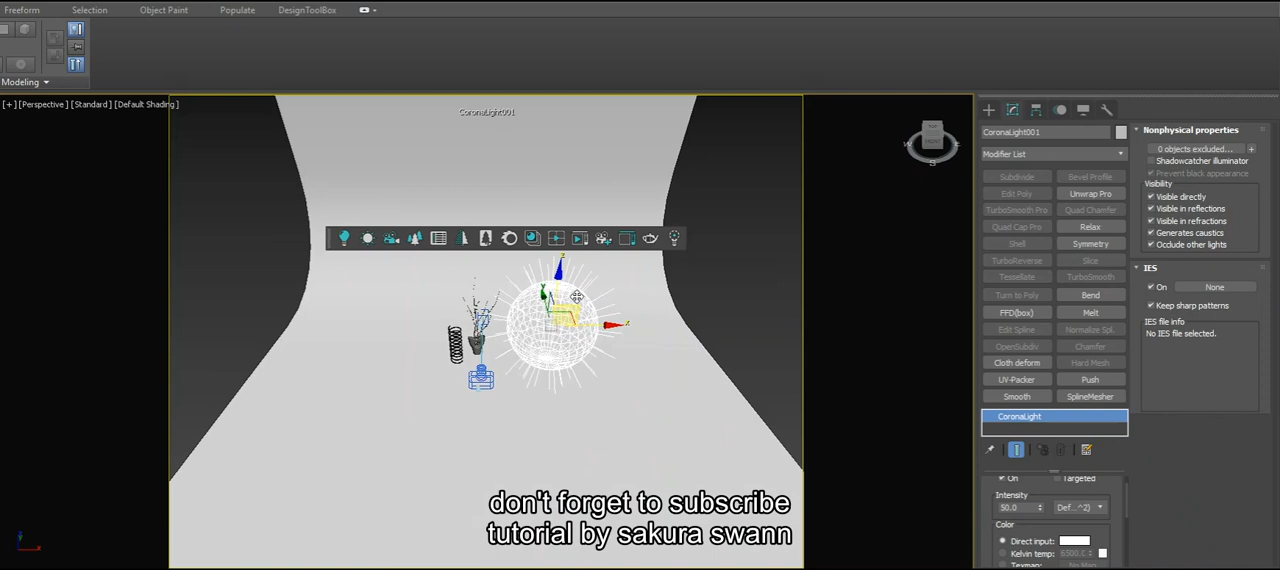 Freeform
Selection
Object Paint
Populate
DesignToolBox
Modeling
[+] [Perspective] [Standard] [Default Shading]
CoronaLight001
CoronaLight001
Modifier List
Subdivide
Bevel Profile
Edit Poly
Unwrap Pro
TurboSmooth Pro
Quad Chamfer
Quad Cap Pro
Relax
Shell
Symmetry
TurboReverse
Slice
Tessellate
TurboSmooth
Turn to Poly
Bend
FFD(box)
Melt
Edit Spline
Normalize Spl.
OpenSubdiv
Chamfer
Cloth deform
Hard Mesh
UV-Packer
Push
Smooth
SplineMesher
CoronaLight
On
Targeted
Intensity
50.0
Def...^2)
Color
Direct input:
Kelvin temp:
6500.0
Texmap:
No Map
Nonphysical properties
0 objects excluded...
+
Shadowcatcher illuminator
Prevent black appearance
Visibility
Visible directly
Visible in reflections
Visible in refractions
Generates caustics
Occlude other lights
IES
On
None
Keep sharp patterns
IES file info
No IES file selected.
don't forget to subscribe
tutorial by sakura swann